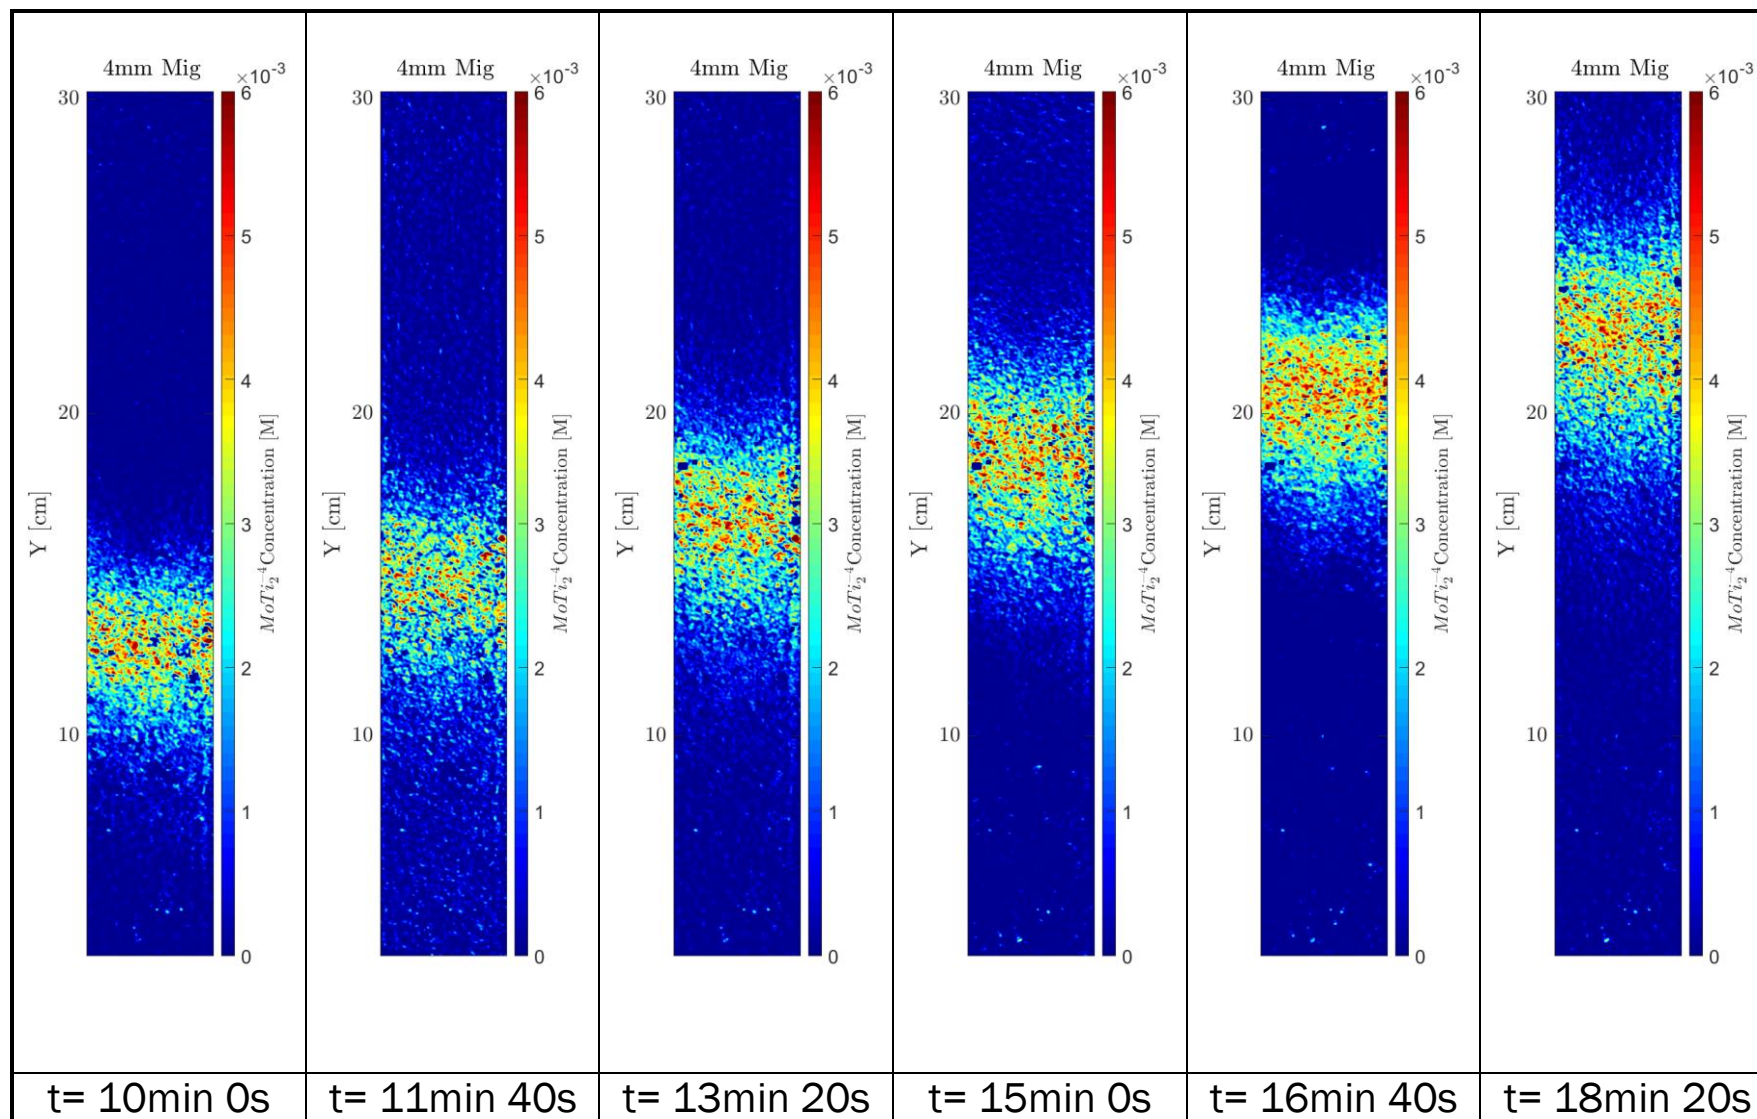 4mm Mig
×10-3
30
20
10
Y [cm]
6
5
4
3
2
1
0
MoTi2-4Concentration [M]
t= 10min 0s
4mm Mig
×10-3
30
20
10
Y [cm]
6
5
4
3
2
1
0
MoTi2-4Concentration [M]
t= 11min 40s
4mm Mig
×10-3
30
20
10
Y [cm]
6
5
4
3
2
1
0
MoTi2-4Concentration [M]
t= 13min 20s
4mm Mig
×10-3
30
20
10
Y [cm]
6
5
4
3
2
1
0
MoTi2-4Concentration [M]
t= 15min 0s
4mm Mig
×10-3
30
20
10
Y [cm]
6
5
4
3
2
1
0
MoTi2-4Concentration [M]
t= 16min 40s
4mm Mig
×10-3
30
20
10
Y [cm]
6
5
4
3
2
1
0
MoTi2-4Concentration [M]
t= 18min 20s